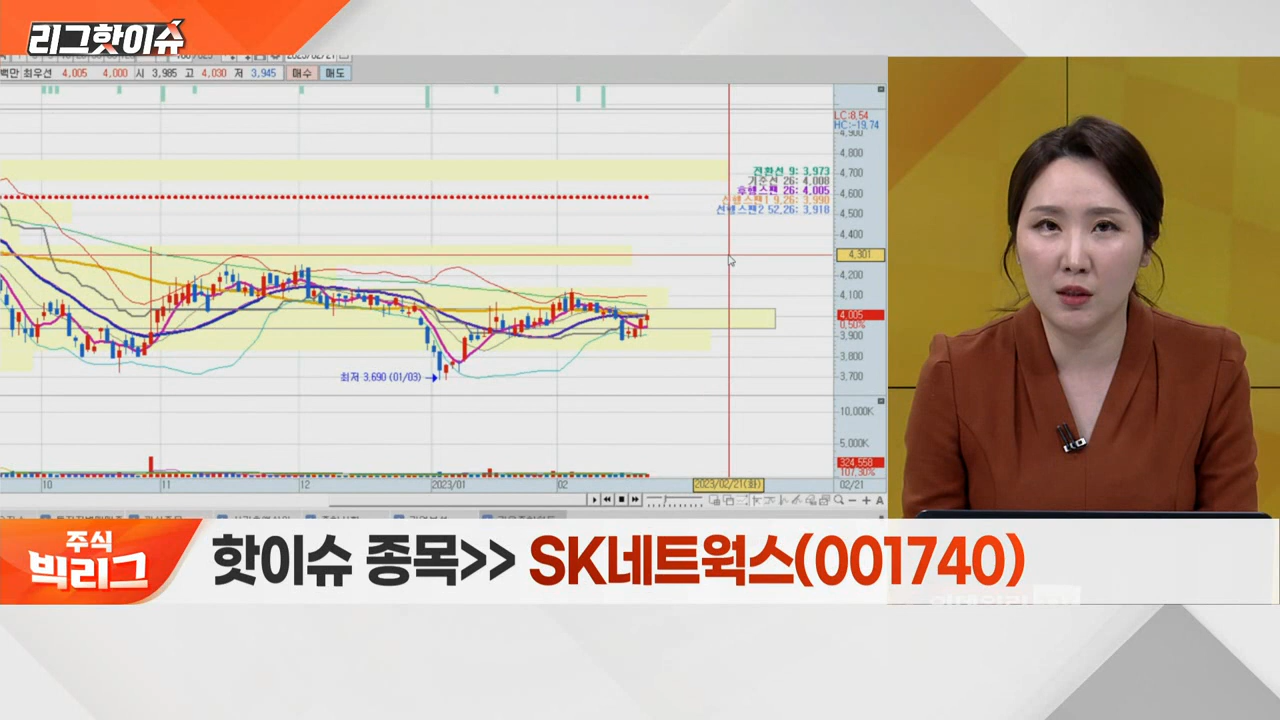 리그핫이슈
백만 최우선 4,005 4,000 시 3,985 고 4,030 저 3,945 매수 매도
LC:8,54
HC:-19,74
4,900
4,800
4,700
4,600
4,500
4,400
4,301
4,200
4,100
4,005
0,50%
3,900
3,800
3,700
전환선 9: 3,973
기준선 26: 4,008
후행스팬 26: 4,005
선행스팬1 9,26: 3,990
선행스팬2 52,26: 3,918
최저 3,690 (01/03)
10,000K
5,000K
324,558
107,30%
10 11 12 2023/01 02 2023/02/21(화) 02/21
A
주식
빅리그
핫이슈 종목>> SK네트웍스(001740)